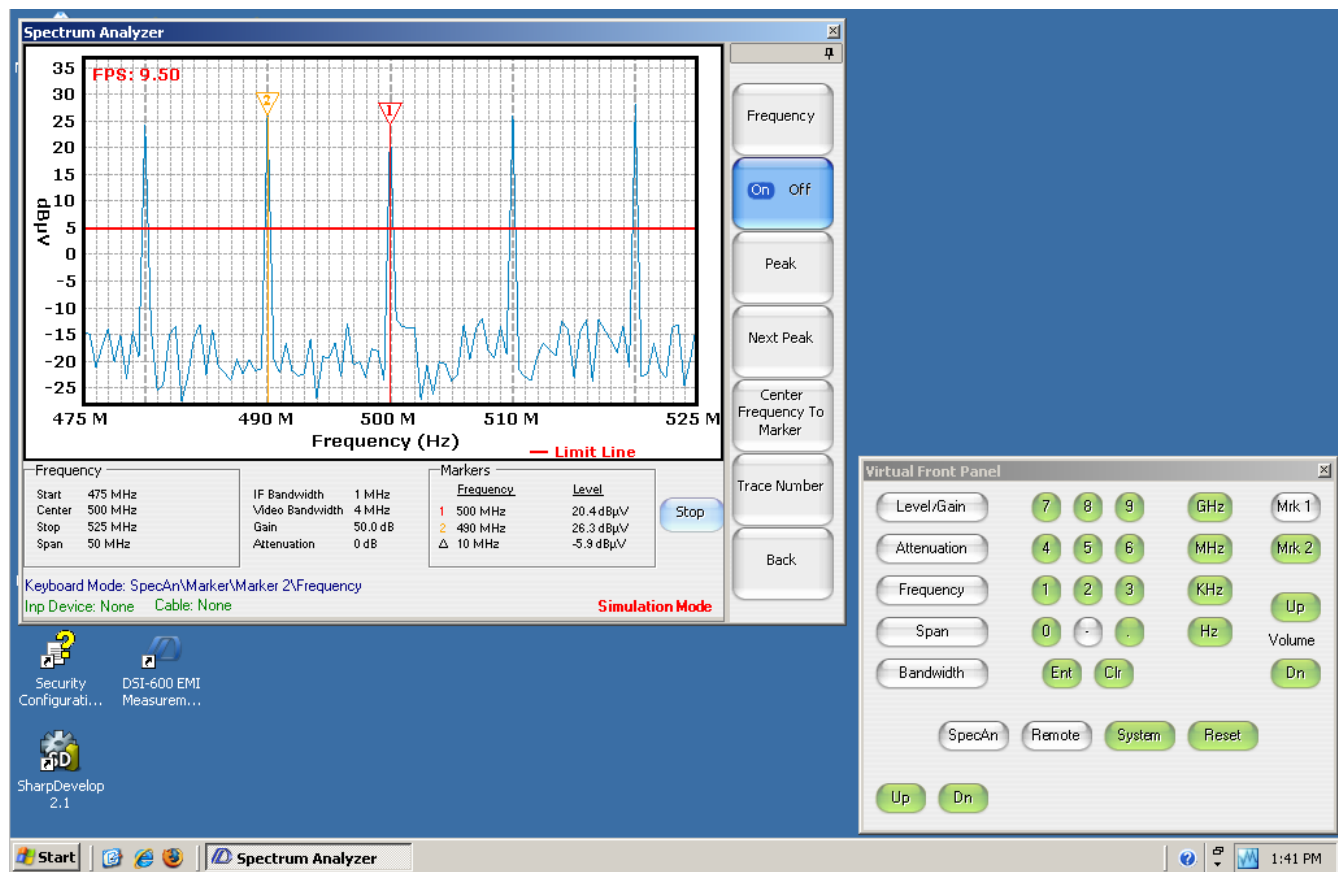 Spectrum Analyzer
FPS: 9.50
35
30
25
20
15
10
5
0
-5
-10
-15
-20
-25
dBµV
2
1
475 M
490 M
500 M
510 M
525 M
Frequency (Hz)
Limit Line
Frequency
On Off
Peak
Next Peak
Center
Frequency To
Marker
Trace Number
Back
Frequency
Start 475 MHz
Center 500 MHz
Stop 525 MHz
Span 50 MHz
IF Bandwidth 1 MHz
Video Bandwidth 4 MHz
Gain 50.0 dB
Attenuation 0 dB
Markers
Frequency Level
1 500 MHz 20.4 dBµV
2 490 MHz 26.3 dBµV
Δ 10 MHz -5.9 dBµV
Stop
Keyboard Mode: SpecAn\Marker\Marker 2\Frequency
Inp Device: None Cable: None
Simulation Mode
Virtual Front Panel
Level/Gain 7 8 9 GHz Mrk 1
Attenuation 4 5 6 MHz Mrk 2
Frequency 1 2 3 KHz Up
Span 0 - . Hz Volume
Bandwidth Ent Clr Dn
SpecAn Remote System Reset
Up Dn
Security
Configurati...
DSI-600 EMI
Measurem...
SharpDevelop
2.1
Start
Spectrum Analyzer
1:41 PM